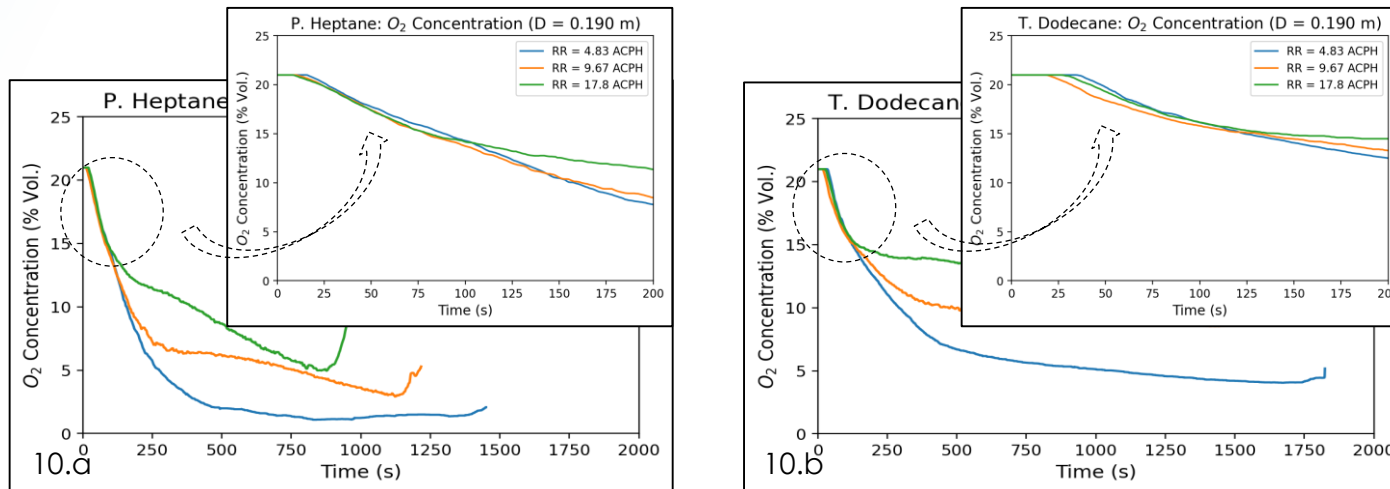 P. Heptane: O2 Concentration (D = 0.190 m)
25
20
15
10
5
0
O2 Concentration (% Vol.)
RR = 4.83 ACPH
RR = 9.67 ACPH
RR = 17.8 ACPH
0 25 50 75 100 125 150 175 200
Time (s)
P. Heptane
25
20
15
10
5
0
O2 Concentration (% Vol.)
0 250 500 750 1000 1250 1500 1750 2000
Time (s)
10.a
T. Dodecane: O2 Concentration (D = 0.190 m)
25
20
15
10
5
0
O2 Concentration (% Vol.)
RR = 4.83 ACPH
RR = 9.67 ACPH
RR = 17.8 ACPH
0 25 50 75 100 125 150 175 200
Time (s)
T. Dodecan
25
20
15
10
5
0
O2 Concentration (% Vol.)
0 250 500 750 1000 1250 1500 1750 2000
Time (s)
10.b